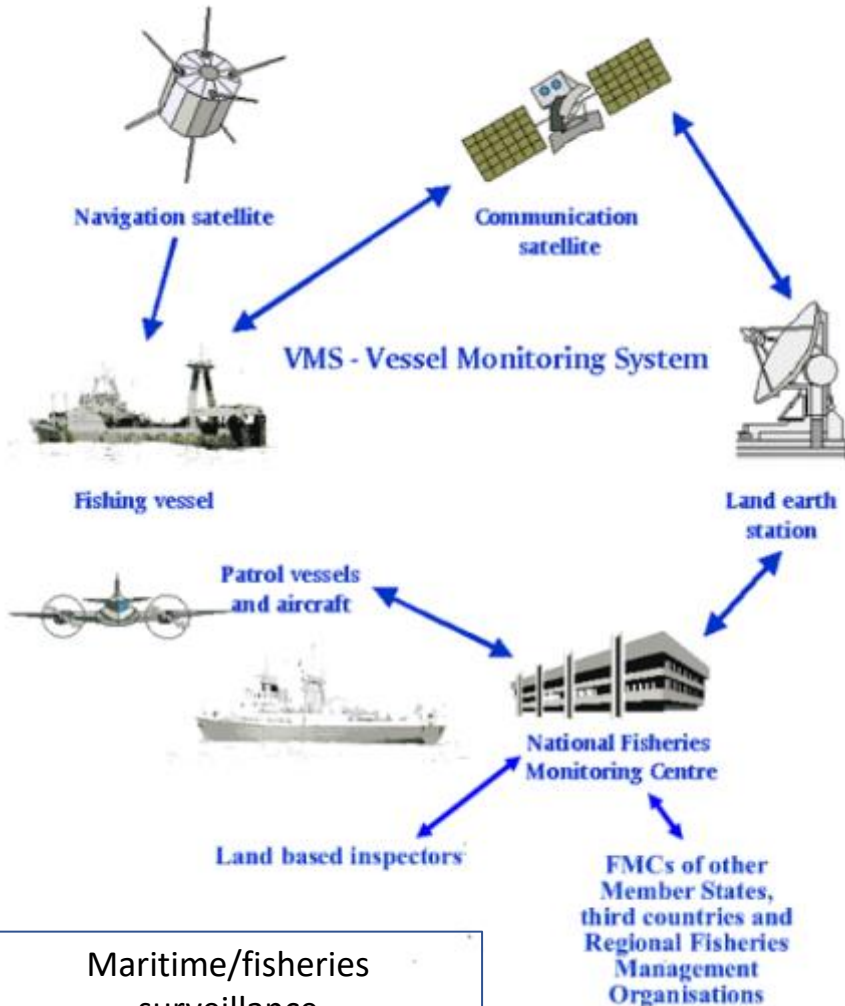 Navigation satellite
Communication
satellite
VMS - Vessel Monitoring System
Fishing vessel
Land earth
station
Patrol vessels
and aircraft
National Fisheries
Monitoring Centre
Land based inspectors
FMCs of other
Member States,
third countries and
Regional Fisheries
Management
Organisations
Maritime/fisheries
surveillance